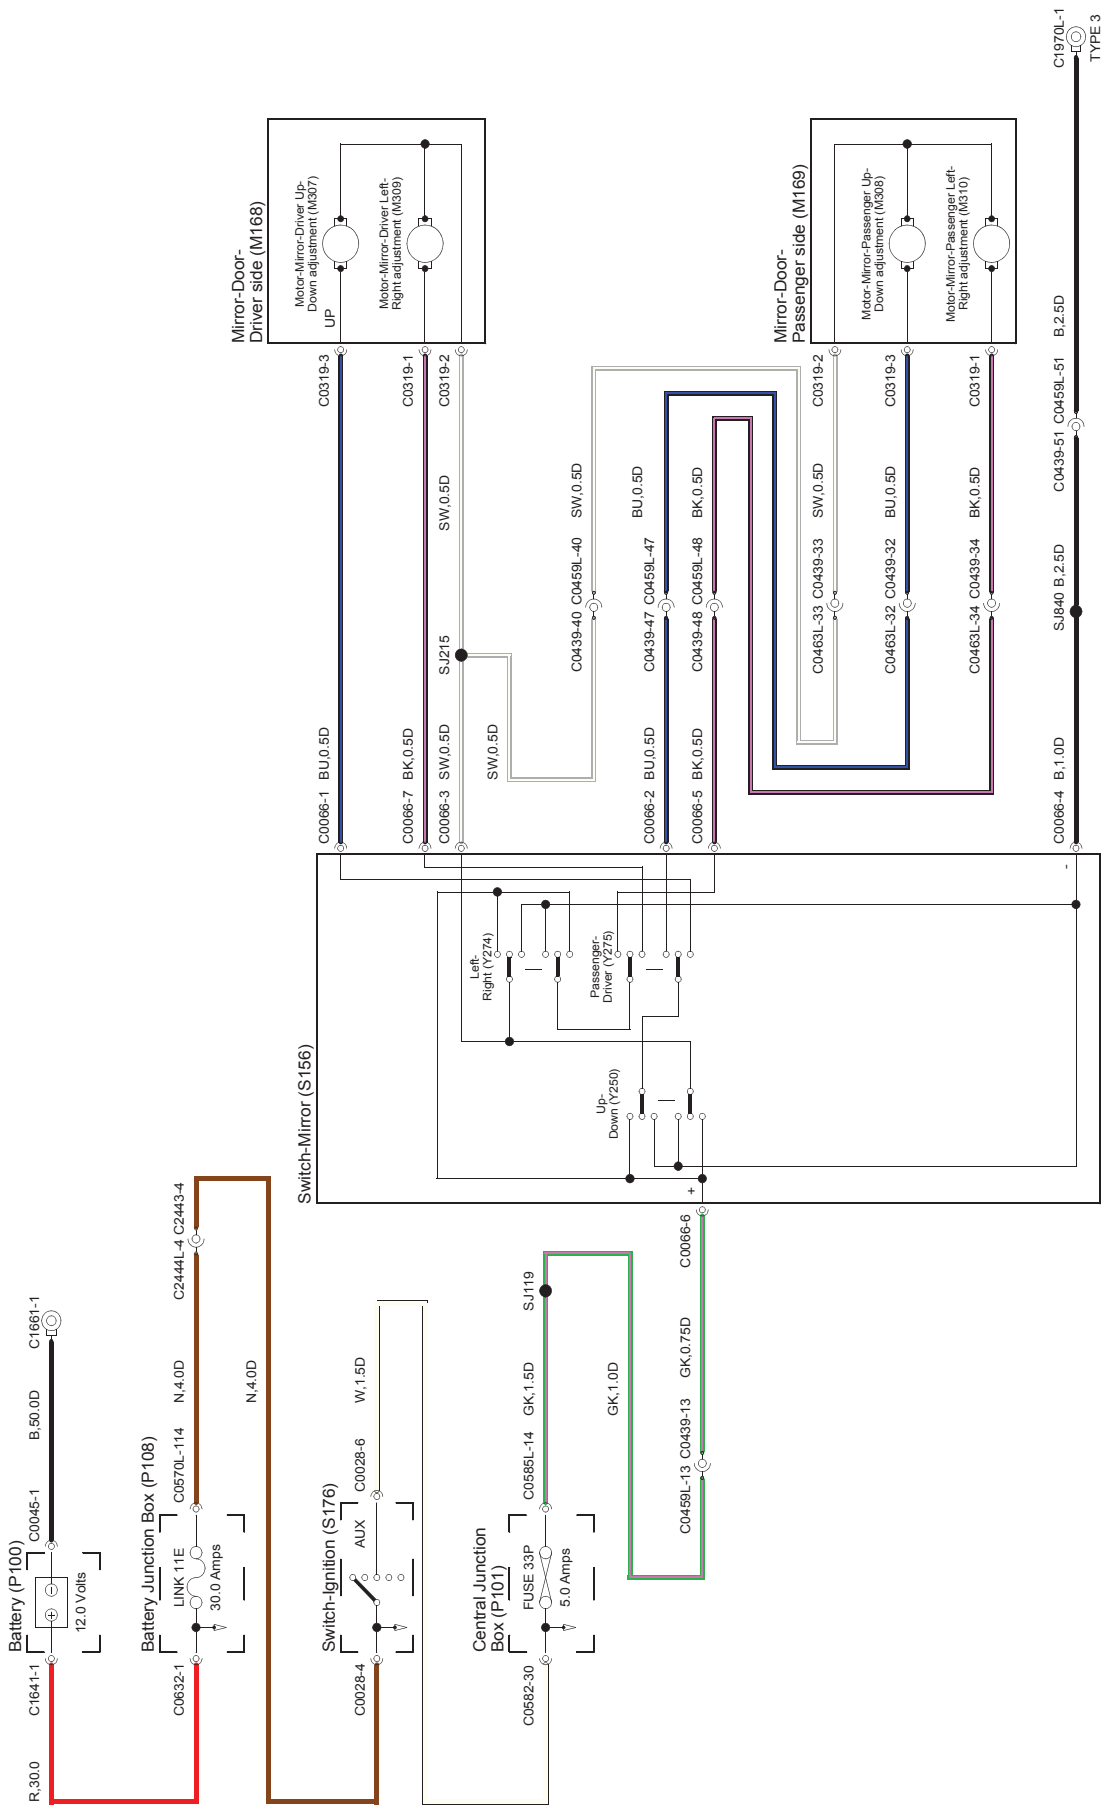 Battery (P100)
12.0 Volts
C1641-1
R,30.0
C0045-1
B,50.0D
C1661-1
Battery Junction Box (P108)
LINK 11E
30.0 Amps
C0632-1
C0570L-114
N,4.0D
C2444L-4
C2443-4
N,4.0D
Switch-Ignition (S176)
AUX
C0028-4
C0028-6
W,1.5D
Central Junction
Box (P101)
FUSE 33P
5.0 Amps
C0582-30
C0585L-14
GK,1.5D
SJ119
GK,1.0D
C0459L-13
C0439-13
GK,0.75D
C0066-6
Switch-Mirror (S156)
+
-
Left-
Right (Y274)
Passenger-
Driver (Y275)
Up-
Down (Y250)
C0066-1
BU,0.5D
C0319-3
C0066-7
BK,0.5D
C0319-1
C0066-3
SW,0.5D
SJ215
SW,0.5D
C0319-2
SW,0.5D
C0439-40
C0459L-40
SW,0.5D
C0066-2
BU,0.5D
C0439-47
C0459L-47
BU,0.5D
C0066-5
BK,0.5D
C0439-48
C0459L-48
BK,0.5D
C0463L-33
C0439-33
SW,0.5D
C0319-2
C0463L-32
C0439-32
BU,0.5D
C0319-3
C0463L-34
C0439-34
BK,0.5D
C0319-1
C0066-4
B,1.0D
SJ840
B,2.5D
C0439-51
C0459L-51
B,2.5D
C1970L-1
TYPE 3
Mirror-Door-
Driver side (M168)
UP
Motor-Mirror-Driver Up-
Down adjustment (M307)
Motor-Mirror-Driver Left-
Right adjustment (M309)
Mirror-Door-
Passenger side (M169)
Motor-Mirror-Passenger Up-
Down adjustment (M308)
Motor-Mirror-Passenger Left-
Right adjustment (M310)